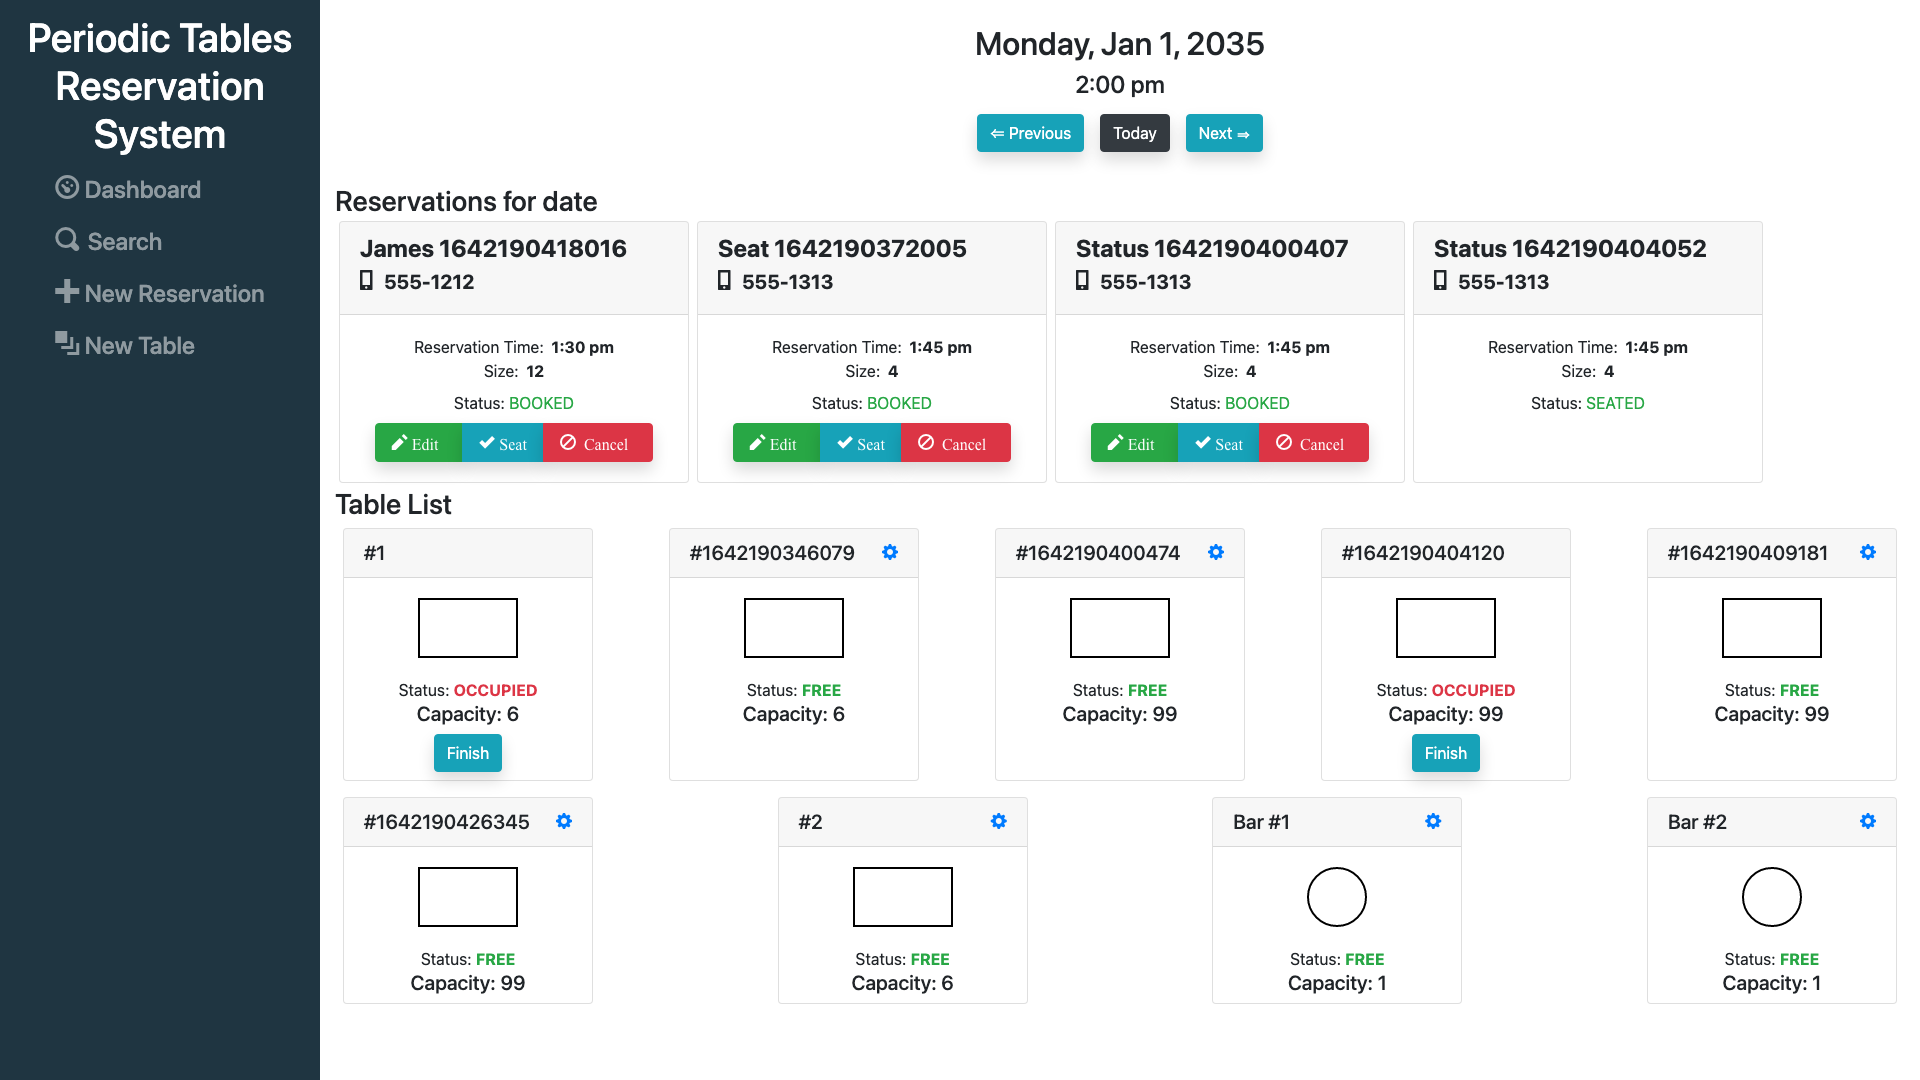 Periodic Tables
Reservation
System
Dashboard
Search
New Reservation
New Table
Monday, Jan 1, 2035
2:00 pm
⇐ Previous
Today
Next ⇒
Reservations for date
James 1642190418016
555-1212
Reservation Time: 1:30 pm
Size: 12
Status: BOOKED
Edit
Seat
Cancel
Seat 1642190372005
555-1313
Reservation Time: 1:45 pm
Size: 4
Status: BOOKED
Edit
Seat
Cancel
Status 1642190400407
555-1313
Reservation Time: 1:45 pm
Size: 4
Status: BOOKED
Edit
Seat
Cancel
Status 1642190404052
555-1313
Reservation Time: 1:45 pm
Size: 4
Status: SEATED
Table List
#1
Status: OCCUPIED
Capacity: 6
Finish
#1642190346079
Status: FREE
Capacity: 6
#1642190400474
Status: FREE
Capacity: 99
#1642190404120
Status: OCCUPIED
Capacity: 99
Finish
#1642190409181
Status: FREE
Capacity: 99
#1642190426345
Status: FREE
Capacity: 99
#2
Status: FREE
Capacity: 6
Bar #1
Status: FREE
Capacity: 1
Bar #2
Status: FREE
Capacity: 1